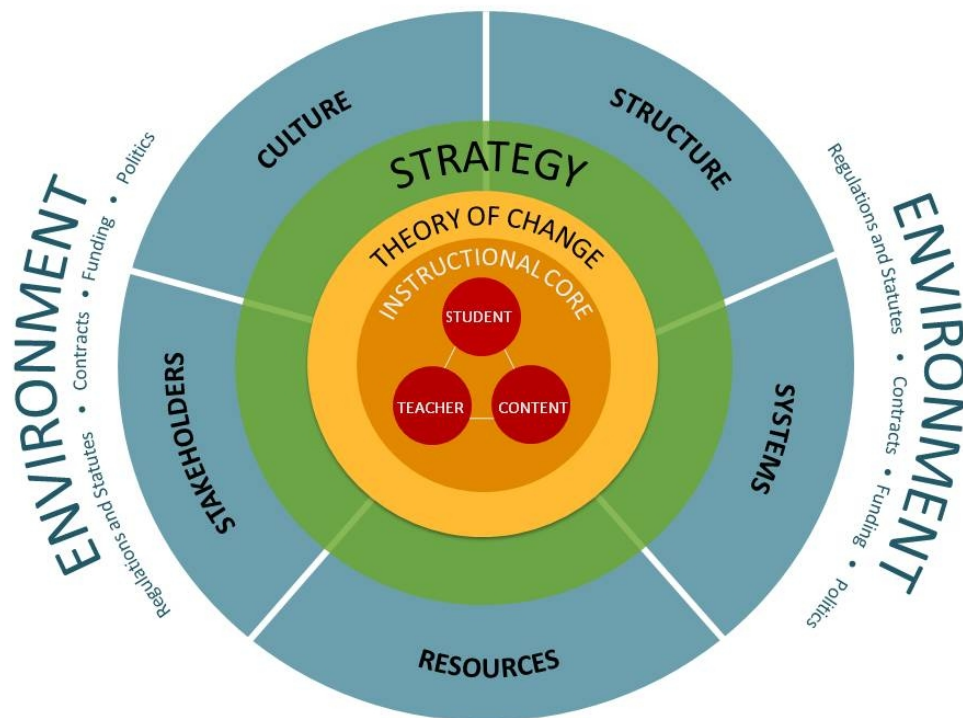 CULTURE
STRUCTURE
STRATEGY
THEORY OF CHANGE
INSTRUCTIONAL CORE
STUDENT
TEACHER
CONTENT
STAKEHOLDERS
SYSTEMS
RESOURCES
ENVIRONMENT
Regulations and Statutes • Contracts • Funding • Politics
ENVIRONMENT
Regulations and Statutes • Contracts • Funding • Politics